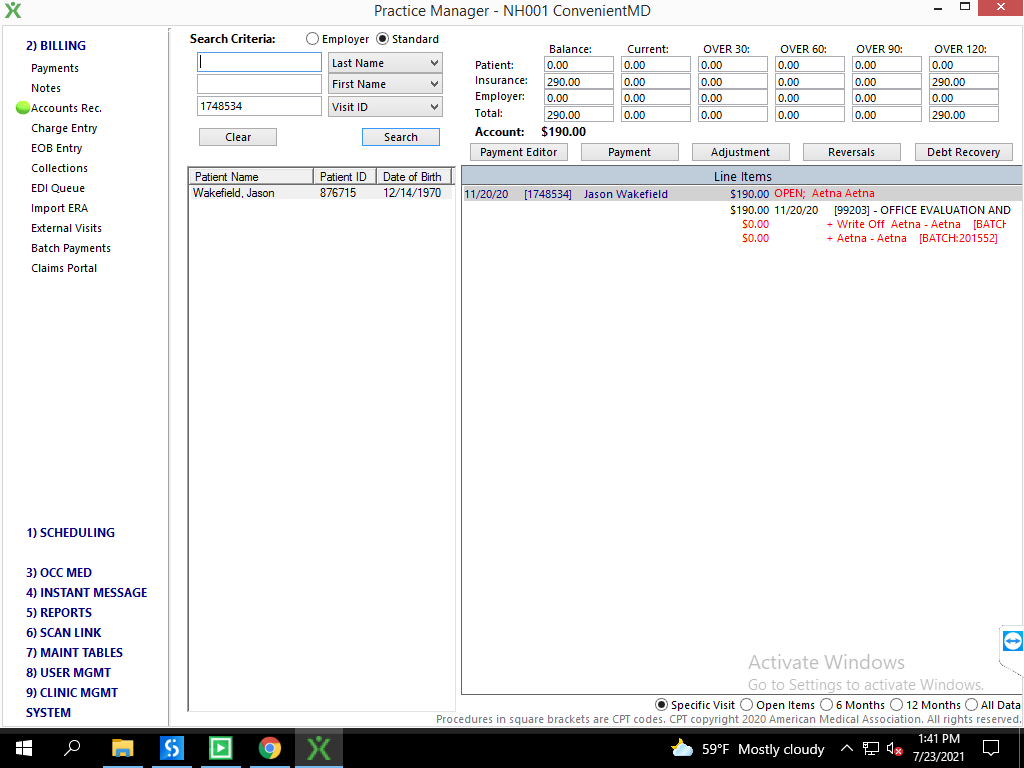 Practice Manager - NH001 ConvenientMD
2) BILLING
Payments
Notes
Accounts Rec.
Charge Entry
EOB Entry
Collections
EDI Queue
Import ERA
External Visits
Batch Payments
Claims Portal
1) SCHEDULING
3) OCC MED
4) INSTANT MESSAGE
5) REPORTS
6) SCAN LINK
7) MAINT TABLES
8) USER MGMT
9) CLINIC MGMT
SYSTEM
Search Criteria: Employer Standard
Last Name
First Name
1748534 Visit ID
Clear Search
Patient Name Patient ID Date of Birth
Wakefield, Jason 876715 12/14/1970
Balance: Current: OVER 30: OVER 60: OVER 90: OVER 120:
Patient: 0.00 0.00 0.00 0.00 0.00 0.00
Insurance: 290.00 0.00 0.00 0.00 0.00 290.00
Employer: 0.00 0.00 0.00 0.00 0.00 0.00
Total: 290.00 0.00 0.00 0.00 0.00 290.00
Account: $190.00
Payment Editor Payment Adjustment Reversals Debt Recovery
Line Items
11/20/20 [1748534] Jason Wakefield $190.00 OPEN; Aetna Aetna
$190.00 11/20/20 [99203] - OFFICE EVALUATION AND
$0.00 + Write Off Aetna - Aetna [BATCH
$0.00 + Aetna - Aetna [BATCH:201552]
Activate Windows
Go to Settings to activate Windows.
Specific Visit Open Items 6 Months 12 Months All Data
Procedures in square brackets are CPT codes. CPT copyright 2020 American Medical Association. All rights reserved.
59°F Mostly cloudy
1:41 PM
7/23/2021